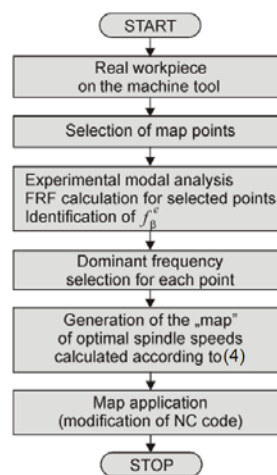 START
Real workpiece
on the machine tool
Selection of map points
Experimental modal analysis
FRF calculation for selected points
Identification of f_β^e
Dominant frequency
selection for each point
Generation of the „map”
of optimal spindle speeds
calculated according to (4)
Map application
(modification of NC code)
STOP